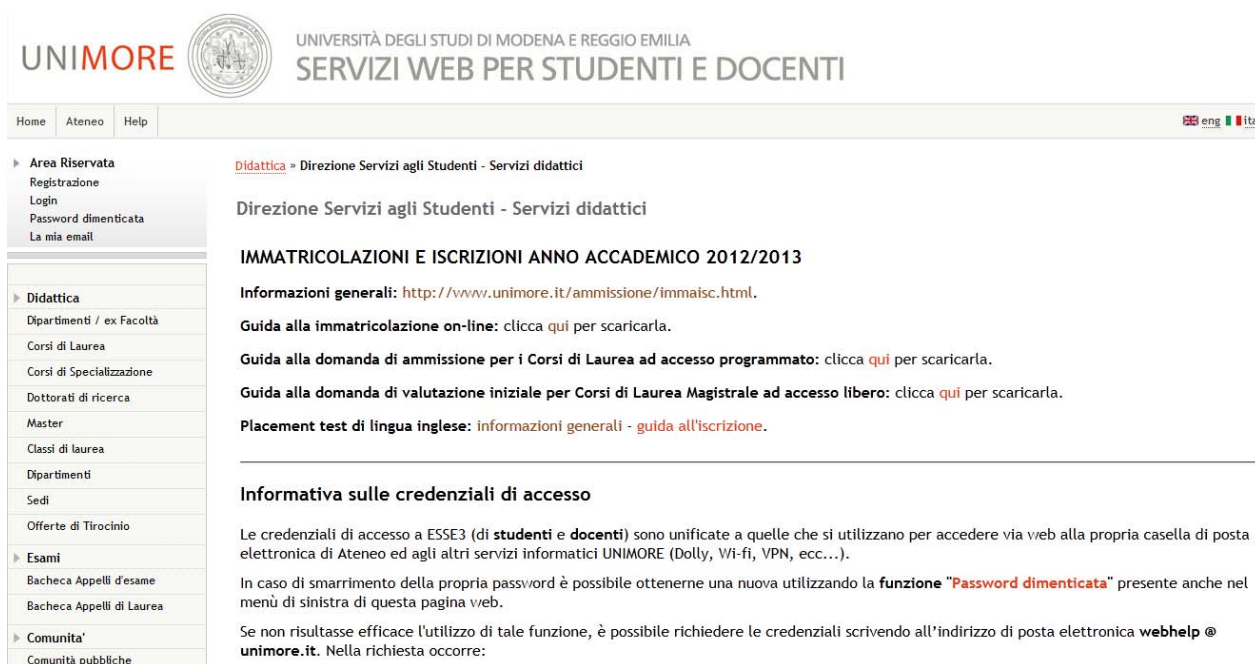 UNIMORE
UNIVERSITÀ DEGLI STUDI DI MODENA E REGGIO EMILIA
SERVIZI WEB PER STUDENTI E DOCENTI
Home
Ateneo
Help
eng
ita
Area Riservata
Registrazione
Login
Password dimenticata
La mia email
Didattica
Dipartimenti / ex Facoltà
Corsi di Laurea
Corsi di Specializzazione
Dottorati di ricerca
Master
Classi di laurea
Dipartimenti
Sedi
Offerte di Tirocinio
Esami
Bacheca Appelli d'esame
Bacheca Appelli di Laurea
Comunita'
Comunità pubbliche
Didattica » Direzione Servizi agli Studenti - Servizi didattici
Direzione Servizi agli Studenti - Servizi didattici
IMMATRICOLAZIONI E ISCRIZIONI ANNO ACCADEMICO 2012/2013
Informazioni generali: http://www.unimore.it/ammissione/immaisc.html.
Guida alla immatricolazione on-line: clicca qui per scaricarla.
Guida alla domanda di ammissione per i Corsi di Laurea ad accesso programmato: clicca qui per scaricarla.
Guida alla domanda di valutazione iniziale per Corsi di Laurea Magistrale ad accesso libero: clicca qui per scaricarla.
Placement test di lingua inglese: informazioni generali - guida all'iscrizione.
Informativa sulle credenziali di accesso
Le credenziali di accesso a ESSE3 (di studenti e docenti) sono unificate a quelle che si utilizzano per accedere via web alla propria casella di posta
elettronica di Ateneo ed agli altri servizi informatici UNIMORE (Dolly, Wi-fi, VPN, ecc...).
In caso di smarrimento della propria password è possibile ottenerne una nuova utilizzando la funzione "Password dimenticata" presente anche nel
menù di sinistra di questa pagina web.
Se non risultasse efficace l'utilizzo di tale funzione, è possibile richiedere le credenziali scrivendo all’indirizzo di posta elettronica webhelp @
unimore.it. Nella richiesta occorre: